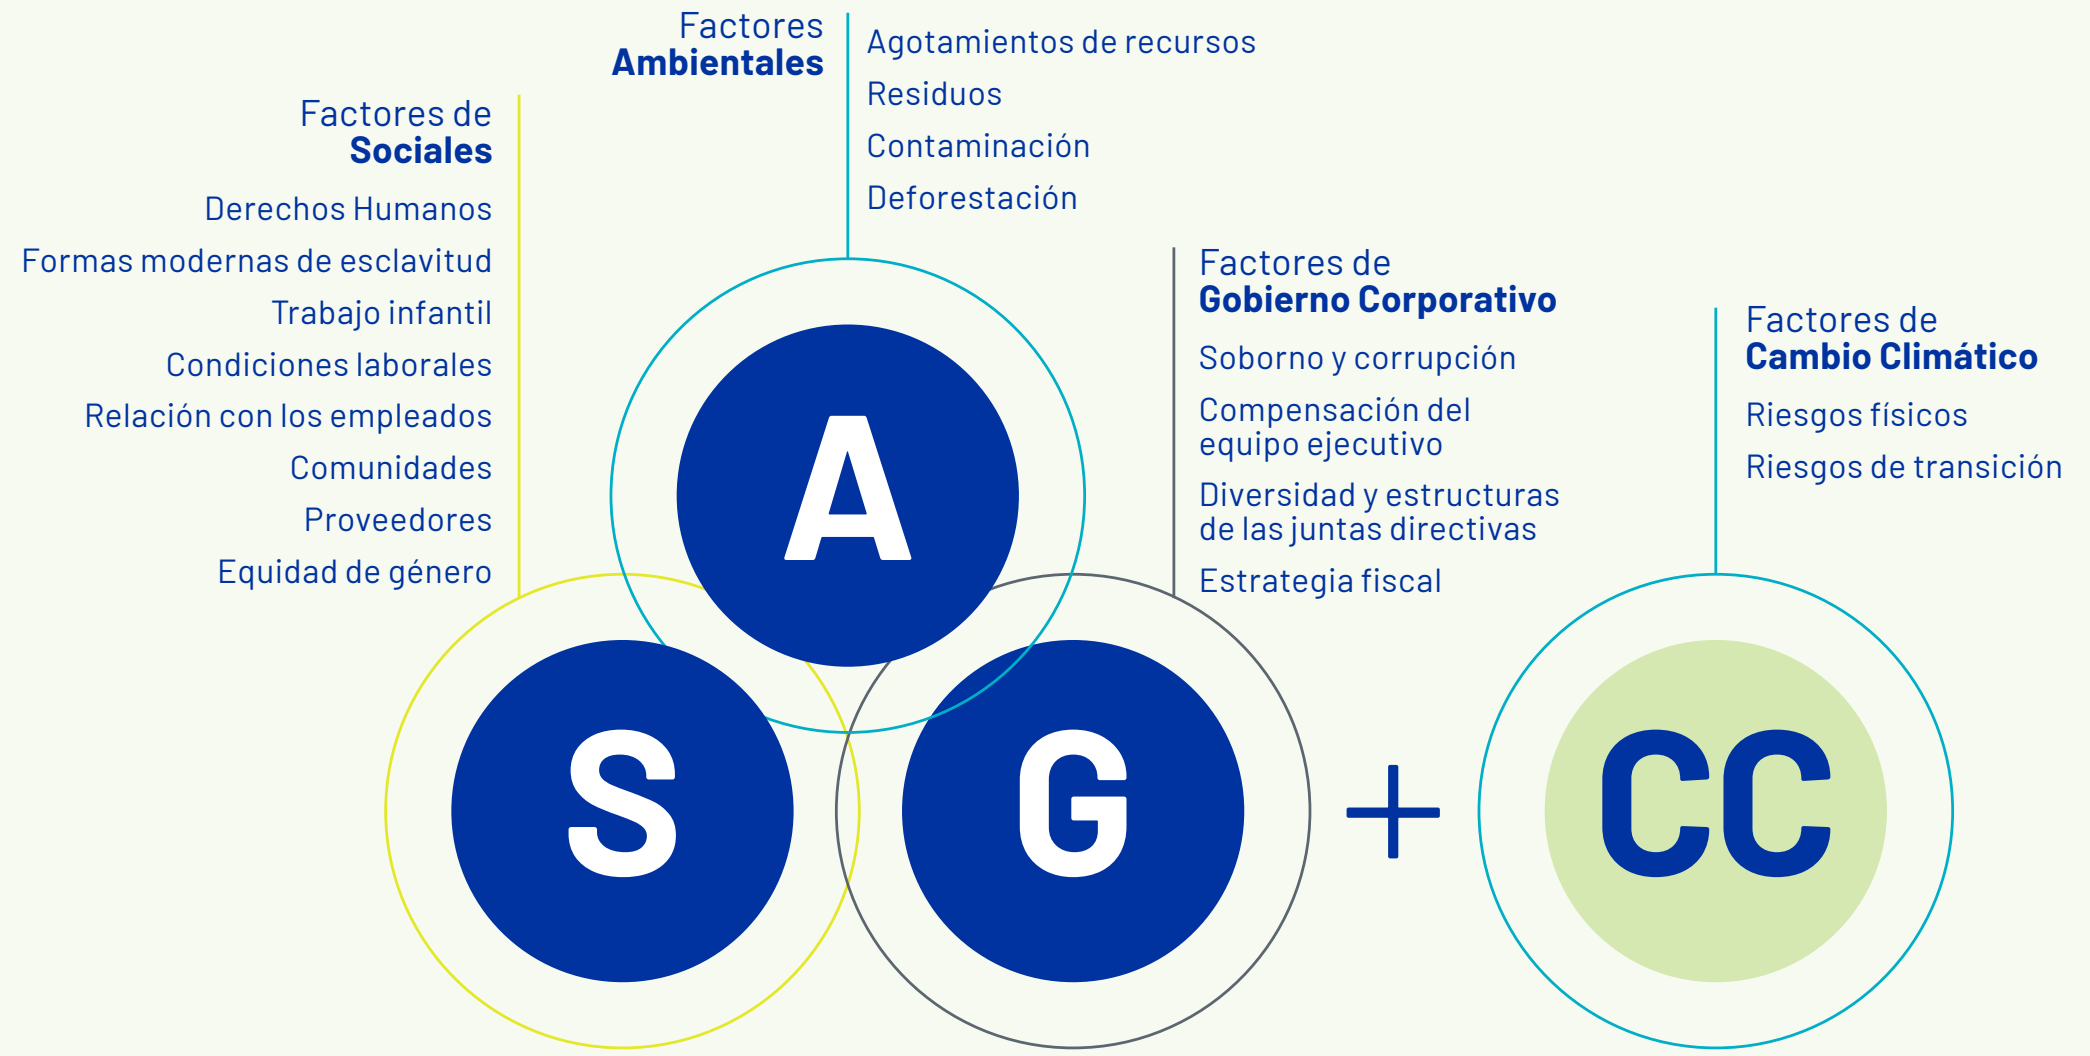 Factores
Ambientales
Agotamientos de recursos
Residuos
Contaminación
Deforestación
Factores de
Sociales
Derechos Humanos
Formas modernas de esclavitud
Trabajo infantil
Condiciones laborales
Relación con los empleados
Comunidades
Proveedores
Equidad de género
Factores de
Gobierno Corporativo
Soborno y corrupción
Compensación del
equipo ejecutivo
Diversidad y estructuras
de las juntas directivas
Estrategia fiscal
Factores de
Cambio Climático
Riesgos físicos
Riesgos de transición
A
S
G
+
CC